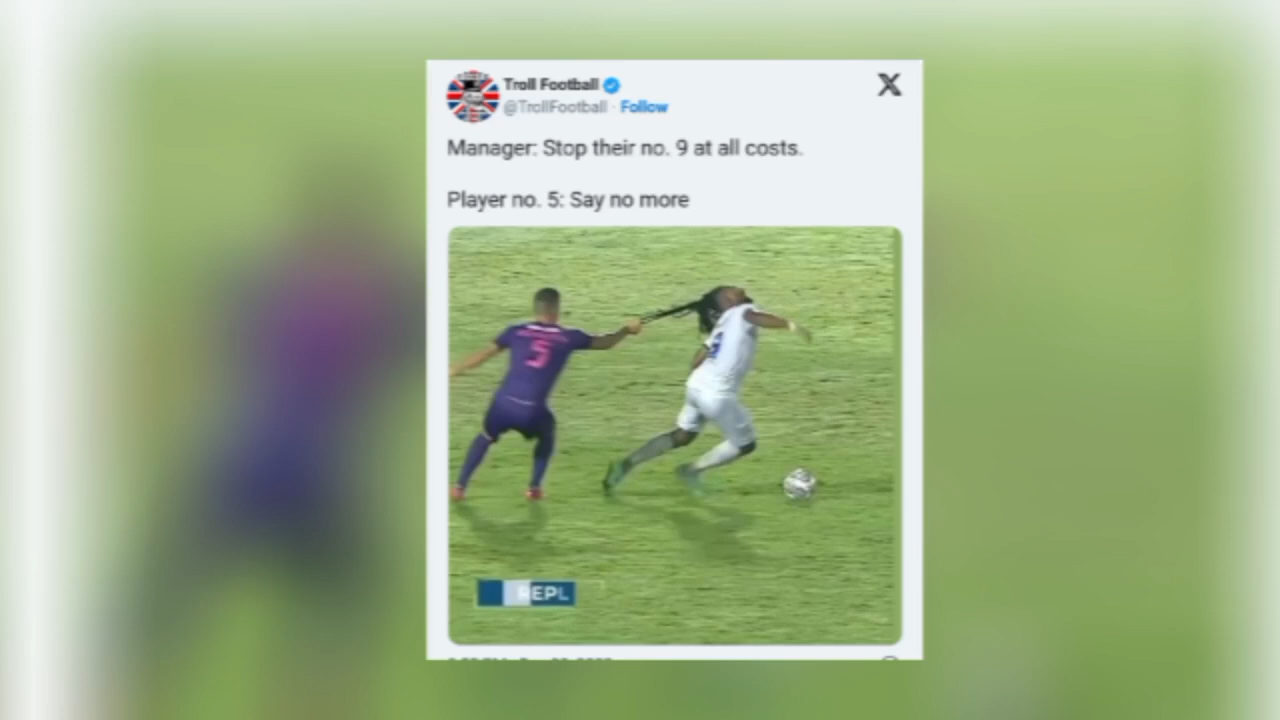 Troll Football
@TrollFootball · Follow
X
Manager: Stop their no. 9 at all costs.
Player no. 5: Say no more
5
9
REPL